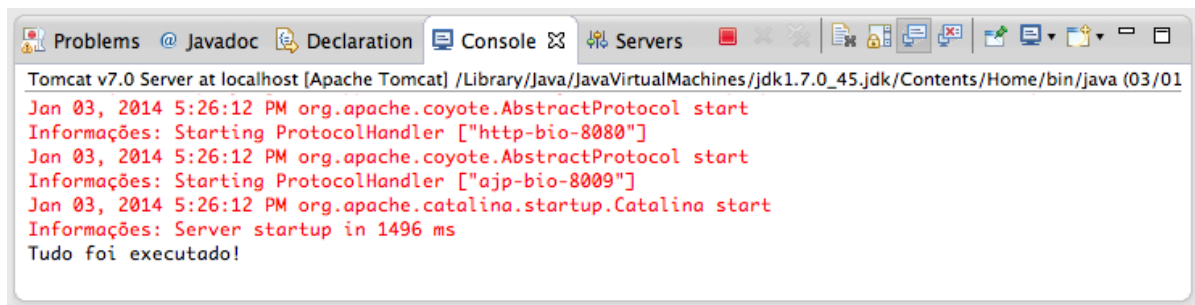 Problems @ Javadoc Declaration Console Servers
Tomcat v7.0 Server at localhost [Apache Tomcat] /Library/Java/JavaVirtualMachines/jdk1.7.0_45.jdk/Contents/Home/bin/java (03/01
Jan 03, 2014 5:26:12 PM org.apache.coyote.AbstractProtocol start
Informações: Starting ProtocolHandler ["http-bio-8080"]
Jan 03, 2014 5:26:12 PM org.apache.coyote.AbstractProtocol start
Informações: Starting ProtocolHandler ["ajp-bio-8009"]
Jan 03, 2014 5:26:12 PM org.apache.catalina.startup.Catalina start
Informações: Server startup in 1496 ms
Tudo foi executado!